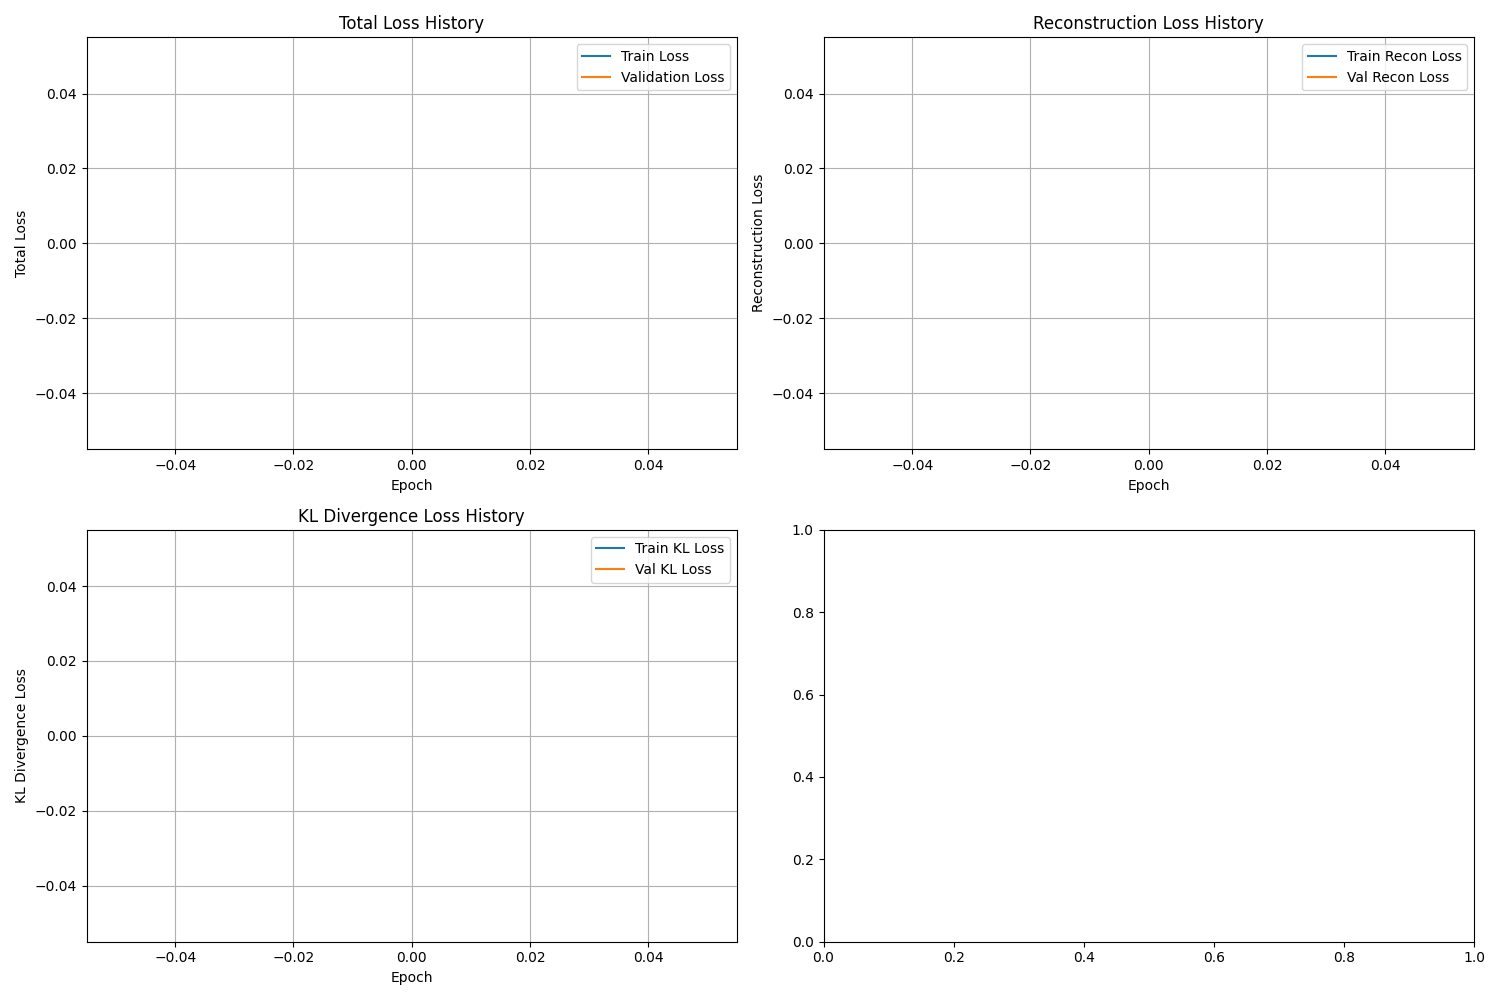 Total Loss History
Train Loss
Validation Loss
Total Loss
0.04
0.02
0.00
−0.02
−0.04
−0.04 −0.02 0.00 0.02 0.04
Epoch
Reconstruction Loss History
Train Recon Loss
Val Recon Loss
Reconstruction Loss
0.04
0.02
0.00
−0.02
−0.04
−0.04 −0.02 0.00 0.02 0.04
Epoch
KL Divergence Loss History
Train KL Loss
Val KL Loss
KL Divergence Loss
0.04
0.02
0.00
−0.02
−0.04
−0.04 −0.02 0.00 0.02 0.04
Epoch
1.0
0.8
0.6
0.4
0.2
0.0
0.0 0.2 0.4 0.6 0.8 1.0